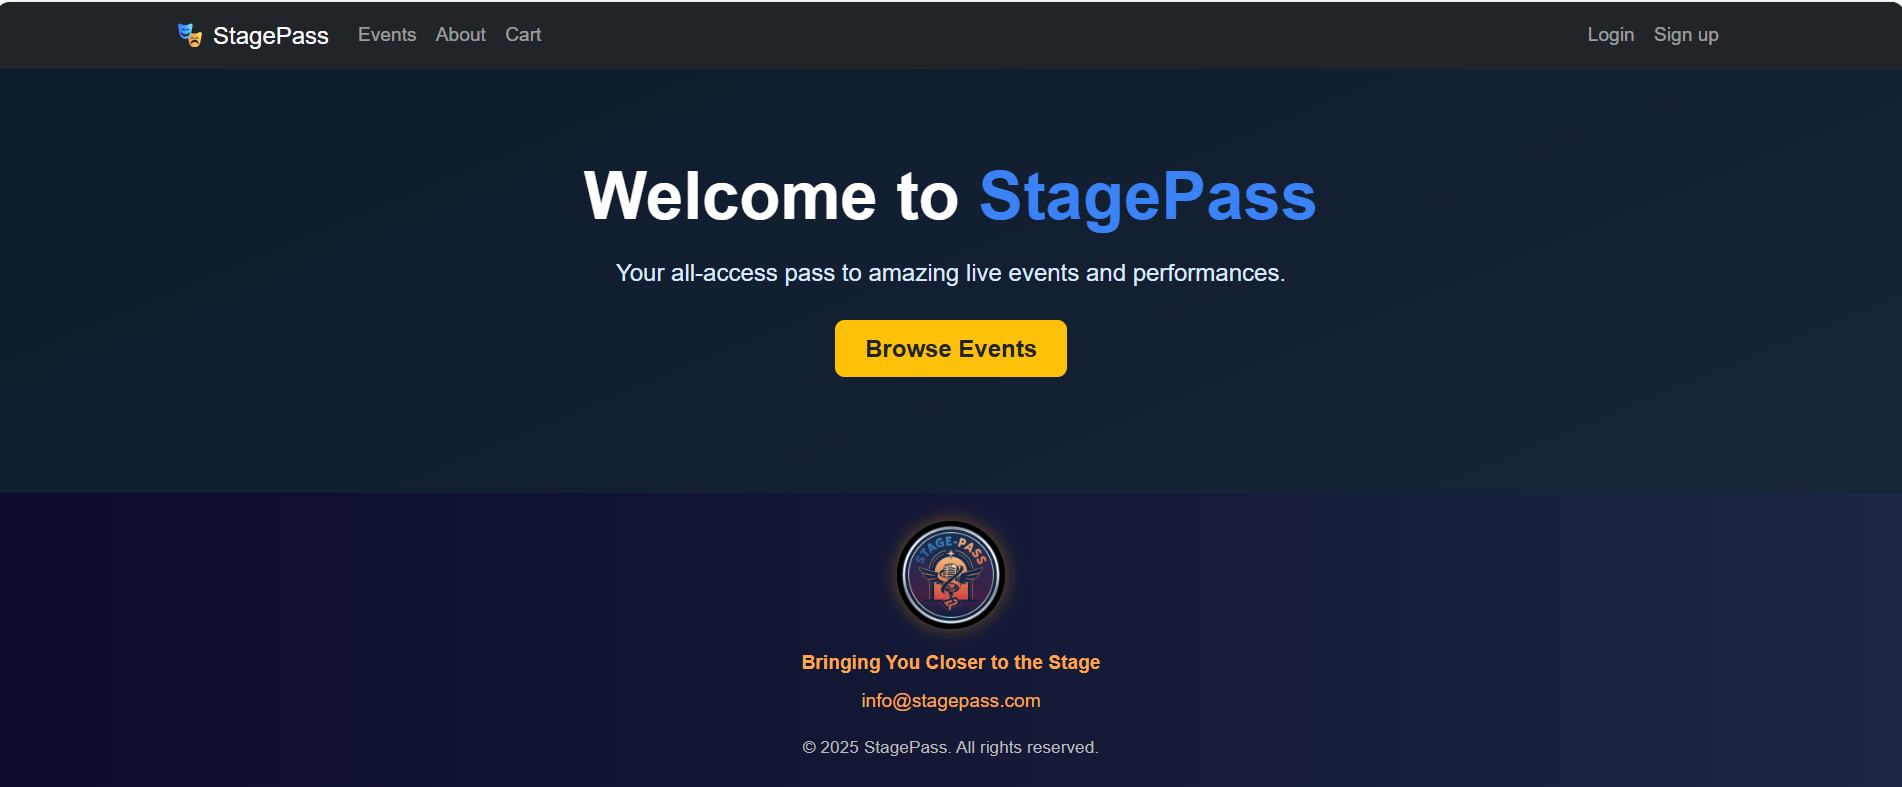 StagePass Events About Cart Login Sign up
Welcome to StagePass
Your all-access pass to amazing live events and performances.
Browse Events
STAGE-PASS
Bringing You Closer to the Stage
info@stagepass.com
© 2025 StagePass. All rights reserved.